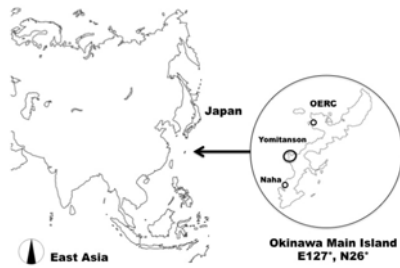 OERC
Japan
Yomitanson
Naha
East Asia
Okinawa Main Island
E127°, N26°